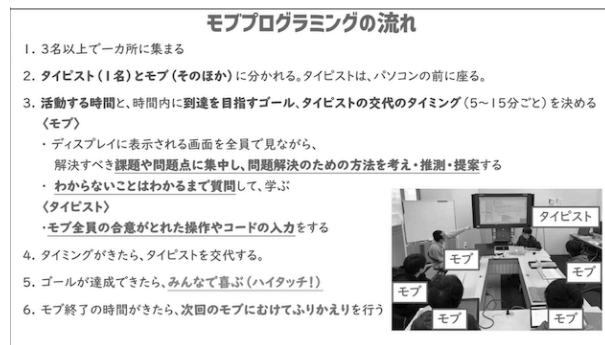 モブプログラミングの流れ
1. 3名以上で一カ所に集まる
2. タイピスト(1名)とモブ(そのほか)に分かれる。タイピストは、パソコンの前に座る。
3. 活動する時間と、時間内に到達を目指すゴール、タイピストの交代のタイミング(5～15分ごと)を決める
〈モブ〉
・ディスプレイに表示される画面を全員で見ながら、
解決すべき課題や問題点に集中し、問題解決のための方法を考え・推測・提案する
・わからないことはわかるまで質問して、学ぶ
〈タイピスト〉
・モブ全員の合意がとれた操作やコードの入力をする
4. タイミングがきたら、タイピストを交代する。
5. ゴールが達成できたら、みんなで喜ぶ(ハイタッチ!)
6. モブ終了の時間がきたら、次回のモブにむけてふりかえりを行う
タイピスト
モブ
モブ
モブ
モブ